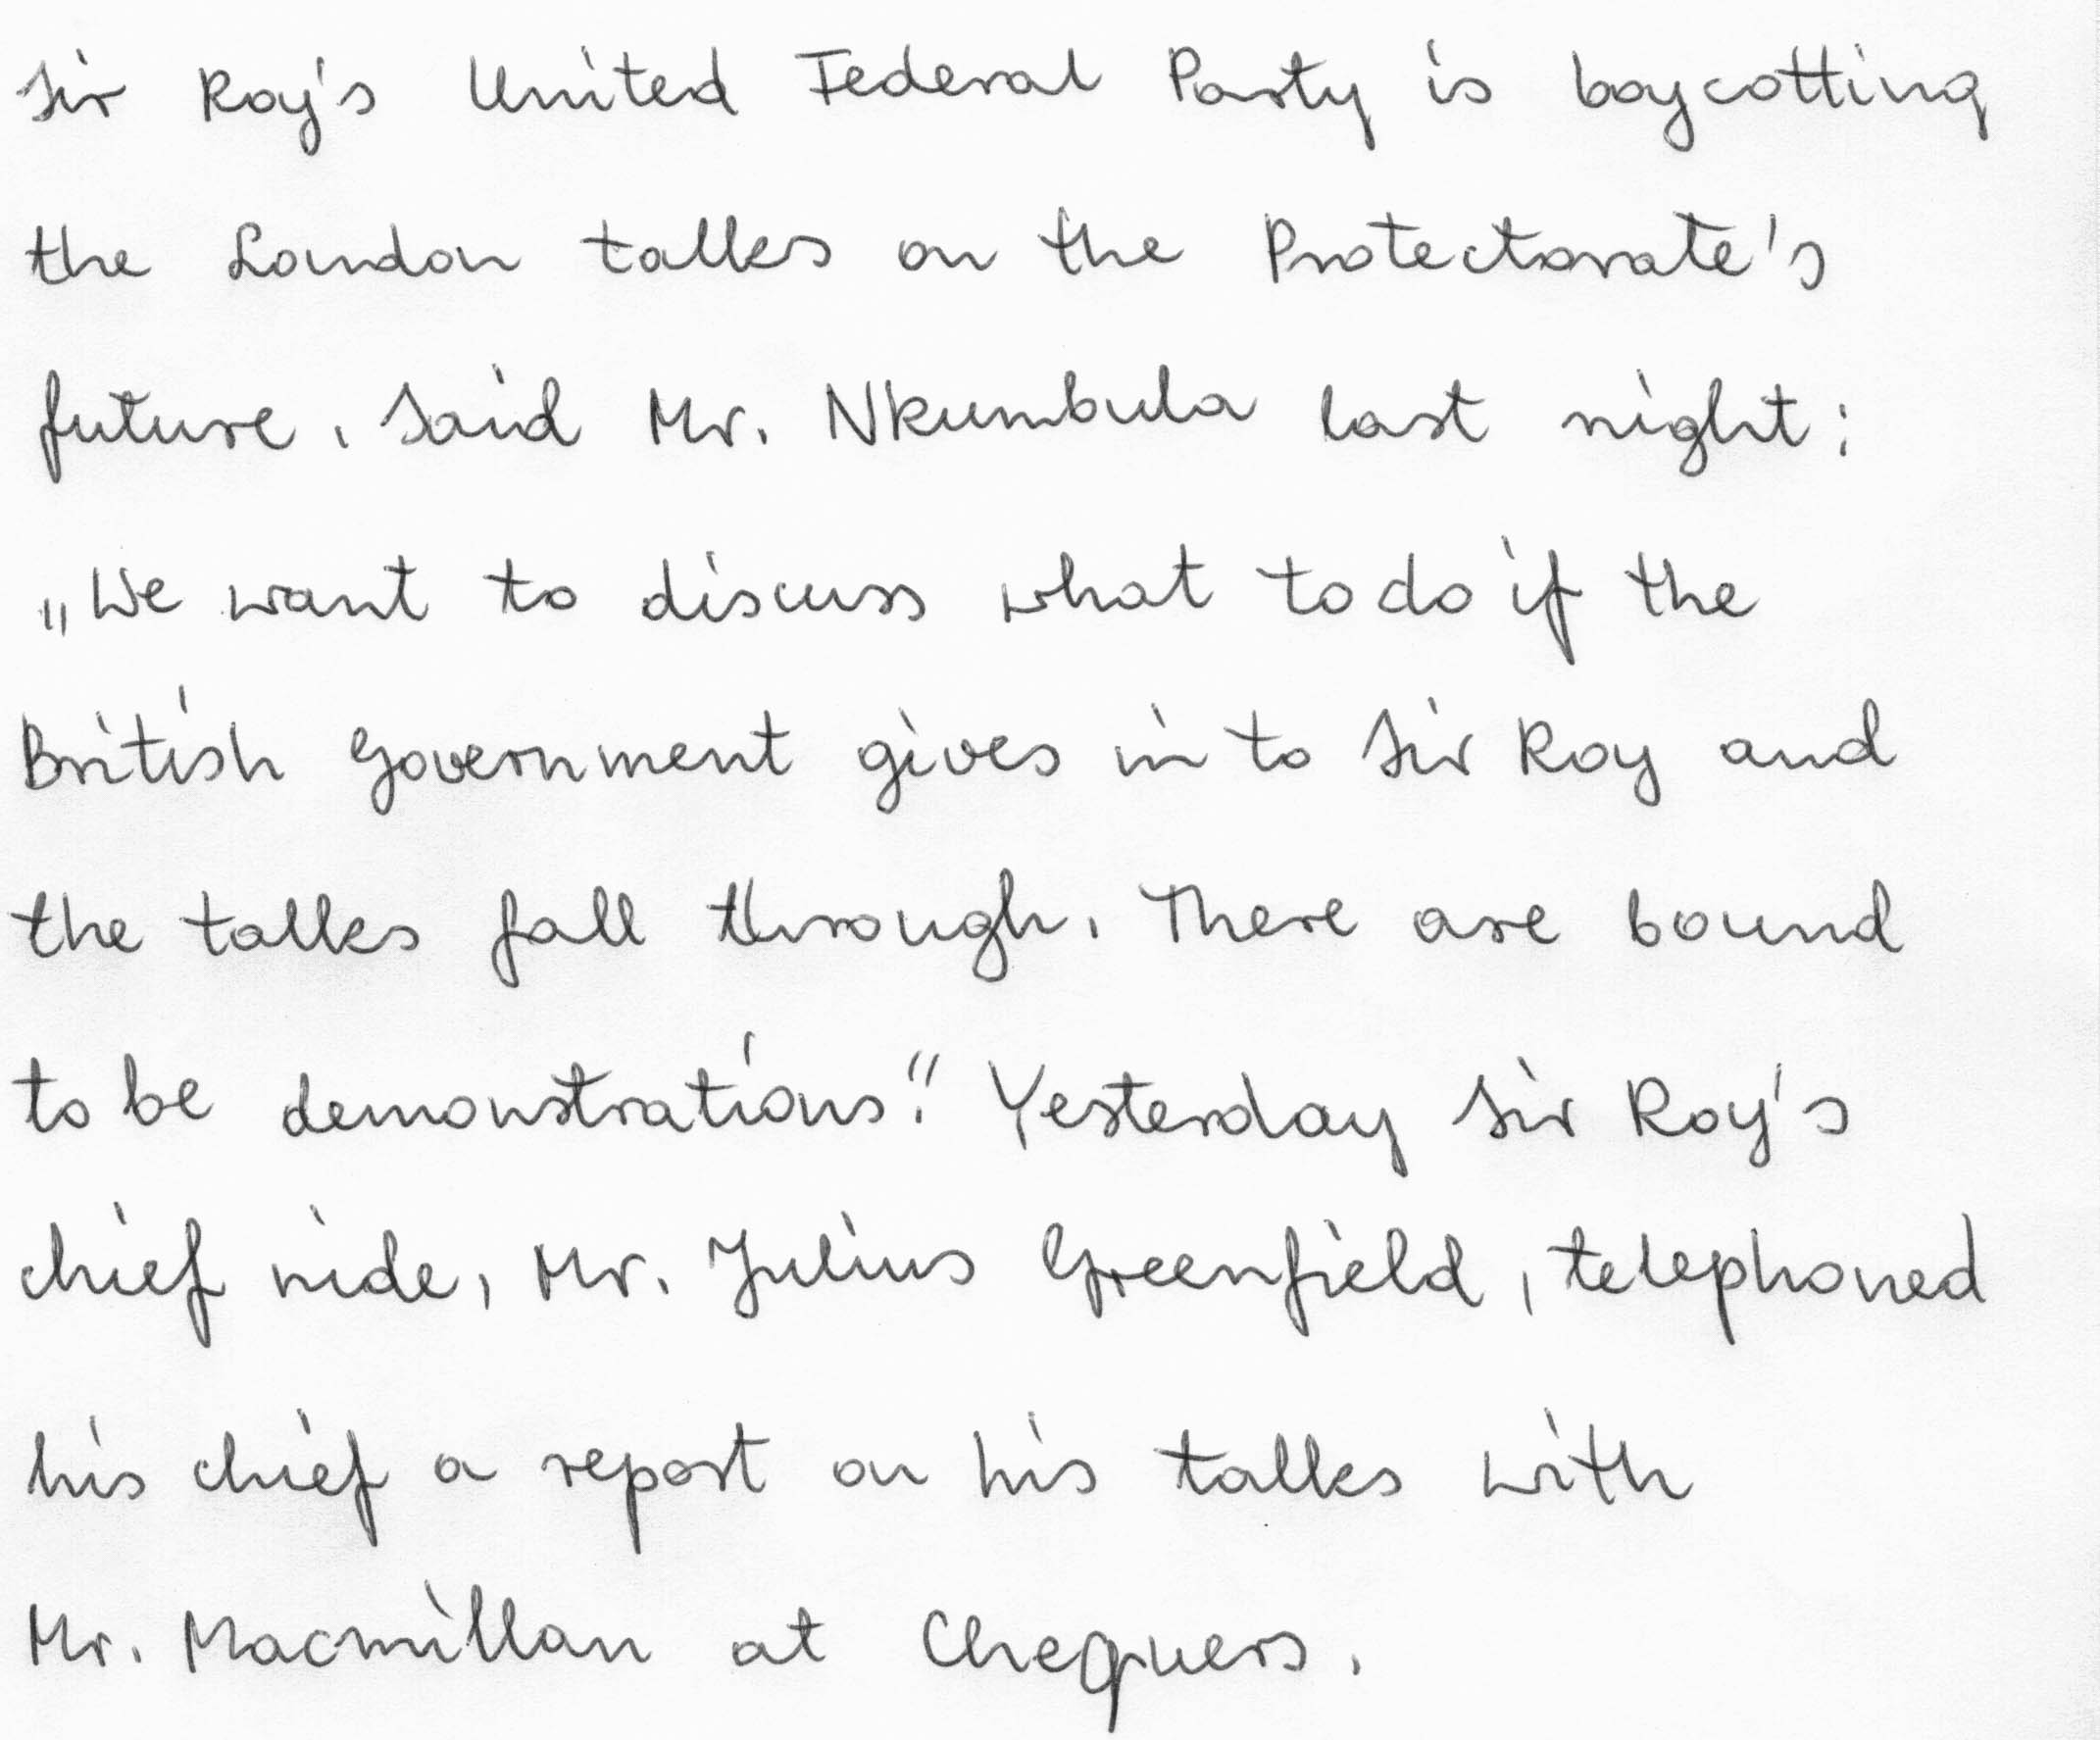 Sir Roy's United Federal Party is boycotting
the London talks on the Protectorate's
future. Said Mr. Nkumbula last night:
„We want to discuss what to do if the
British Government gives in to Sir Roy and
the talks fall through. There are bound
to be demonstrations." Yesterday Sir Roy's
chief aide, Mr. Julius Greenfield, telephoned
his chief a report on his talks with
Mr. Macmillan at Chequers.